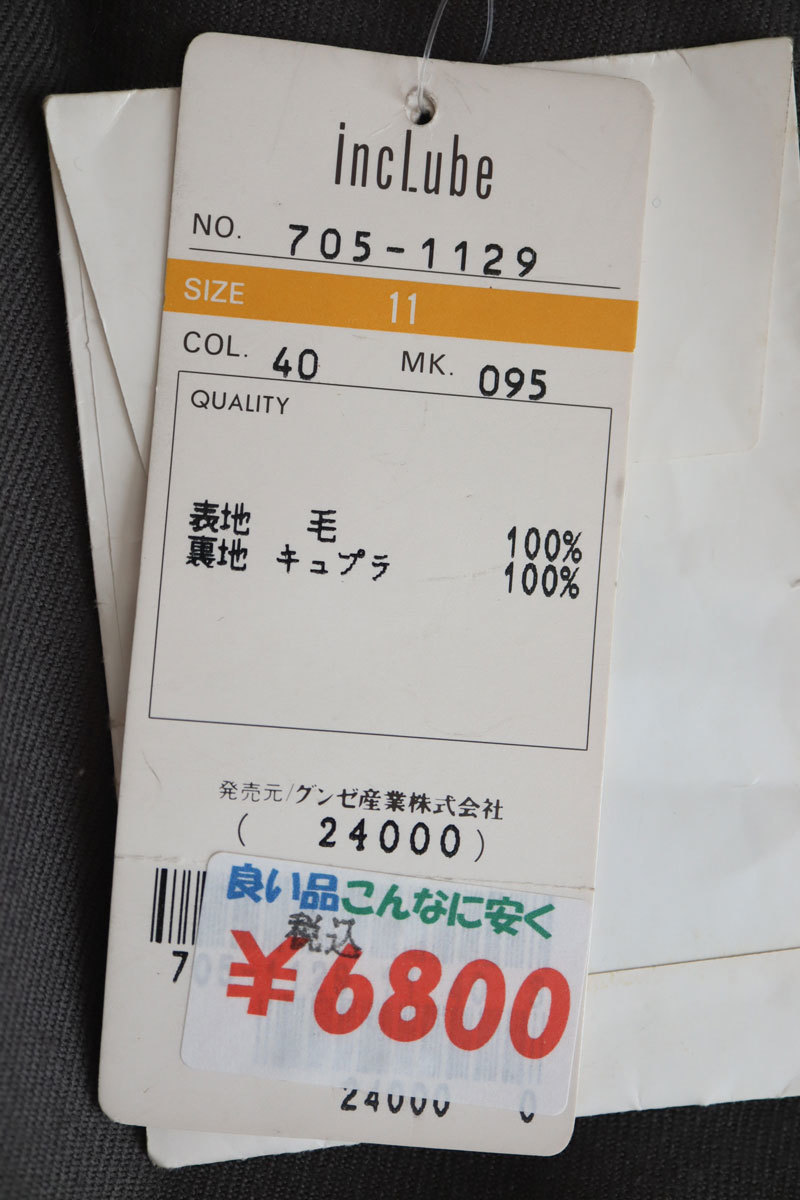 incLube
NO. 705-1129
SIZE 11
COL. 40 MK. 095
QUALITY
表地 毛 100%
裏地 キュプラ 100%
発売元/グンゼ産業株式会社
( 24000)
良い品こんなに安く
税込
¥6800
7
24000 0